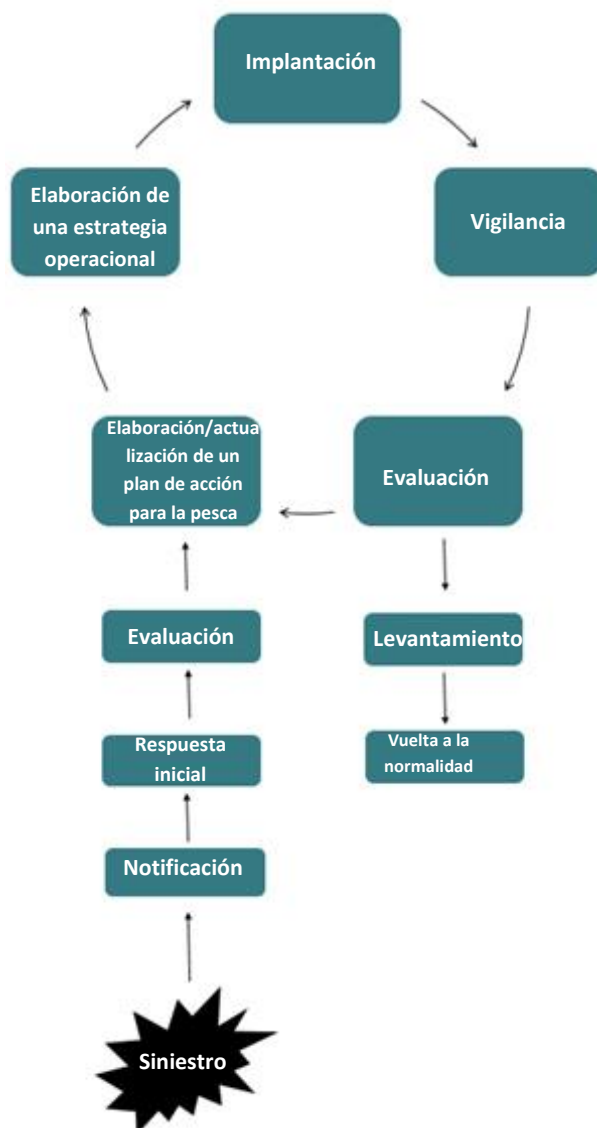 Implantación
Elaboración de
una estrategia
operacional
Vigilancia
Elaboración/actua
lización de un
plan de acción
para la pesca
Evaluación
Evaluación
Levantamiento
Respuesta
inicial
Vuelta a la
normalidad
Notificación
Siniestro